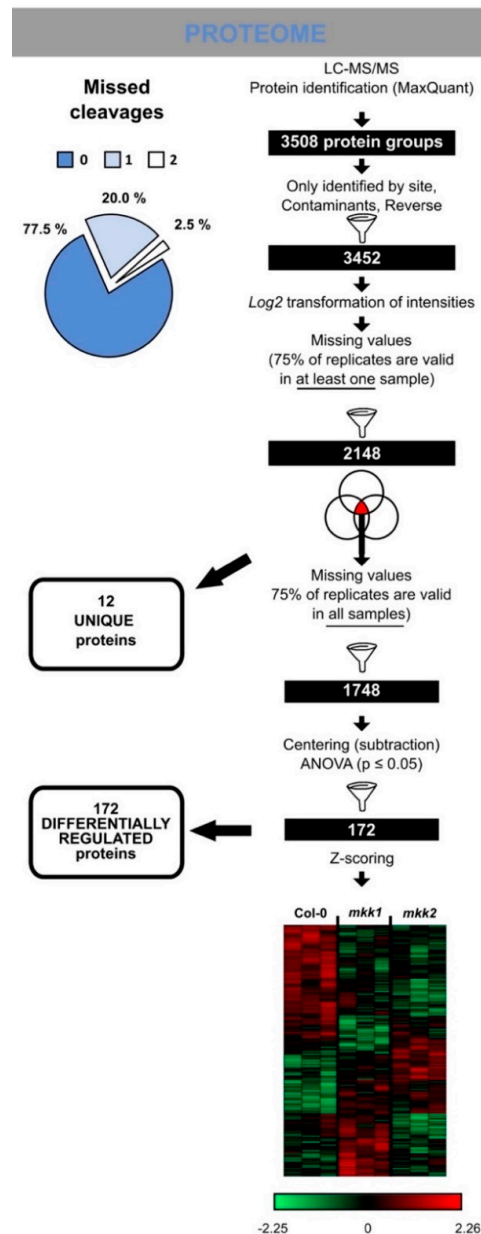 PROTEOME
Missed
cleavages
0 1 2
20.0 %
77.5 %
2.5 %
LC-MS/MS
Protein identification (MaxQuant)
3508 protein groups
Only identified by site,
Contaminants, Reverse
3452
Log2 transformation of intensities
Missing values
(75% of replicates are valid
in at least one sample)
2148
12
UNIQUE
proteins
Missing values
75% of replicates are valid
in all samples)
1748
Centering (subtraction)
ANOVA (p ≤ 0.05)
172
DIFFERENTIALLY
REGULATED
proteins
172
Z-scoring
Col-0 mkk1 mkk2
-2.25 0 2.26